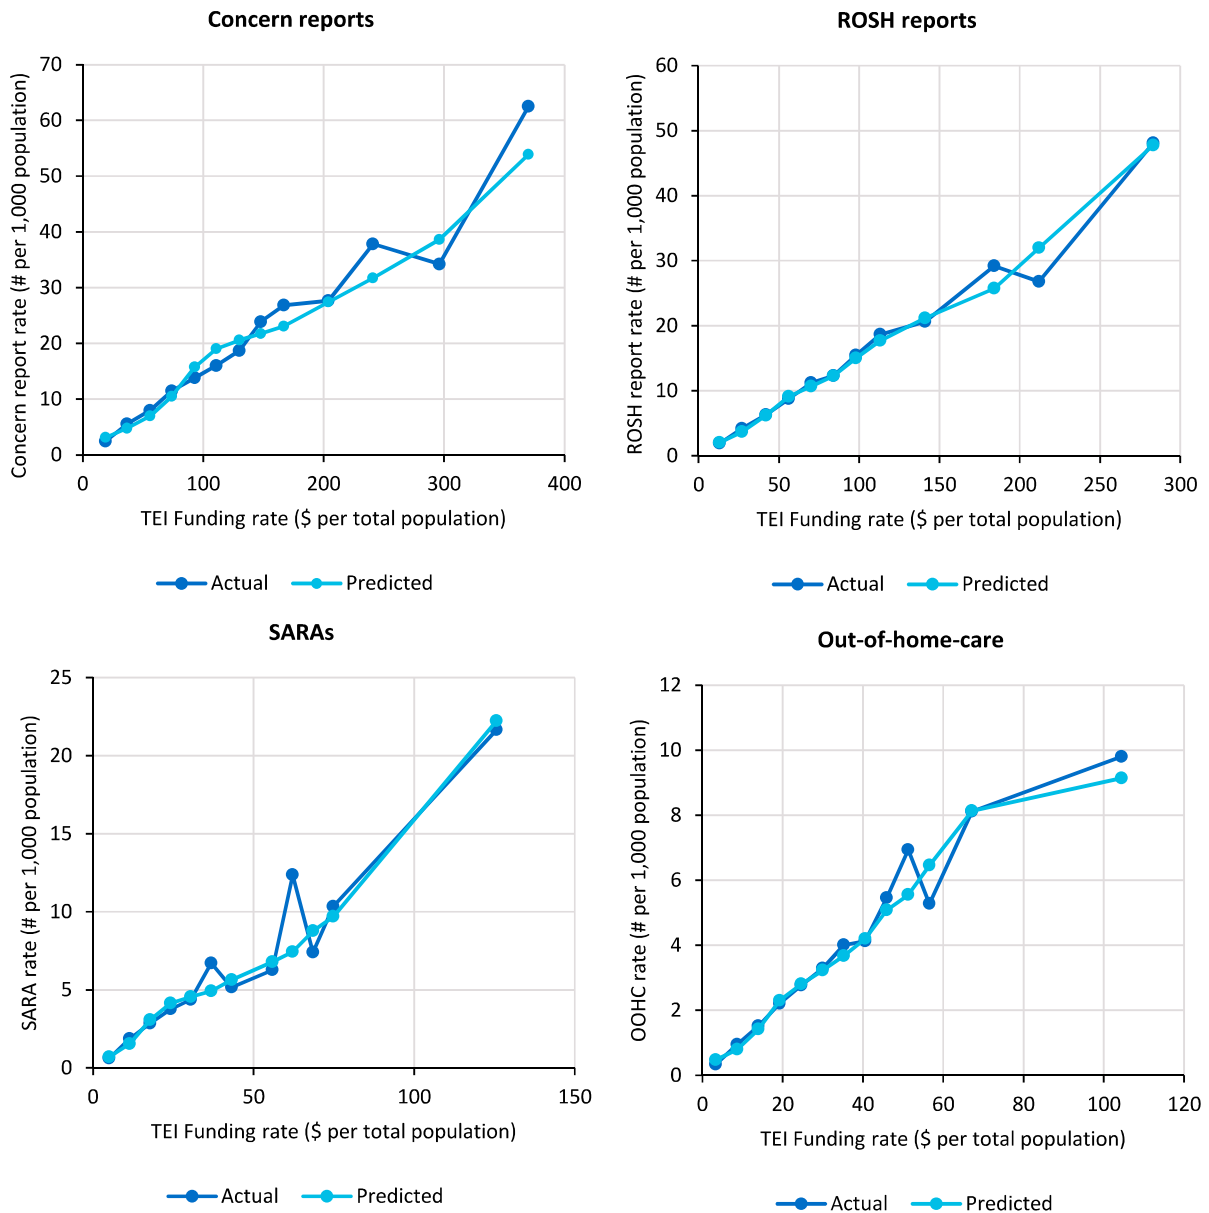 Concern reports
Concern report rate (# per 1,000 population)
70
60
50
40
30
20
10
0
0 100 200 300 400
TEI Funding rate ($ per total population)
Actual Predicted
ROSH reports
ROSH report rate (# per 1,000 population)
60
50
40
30
20
10
0
0 50 100 150 200 250 300
TEI Funding rate ($ per total population)
Actual Predicted
SARAs
SARA rate (# per 1,000 population)
25
20
15
10
5
0
0 50 100 150
TEI Funding rate ($ per total population)
Actual Predicted
Out-of-home-care
OOHC rate (# per 1,000 population)
12
10
8
6
4
2
0
0 20 40 60 80 100 120
TEI Funding rate ($ per total population)
Actual Predicted